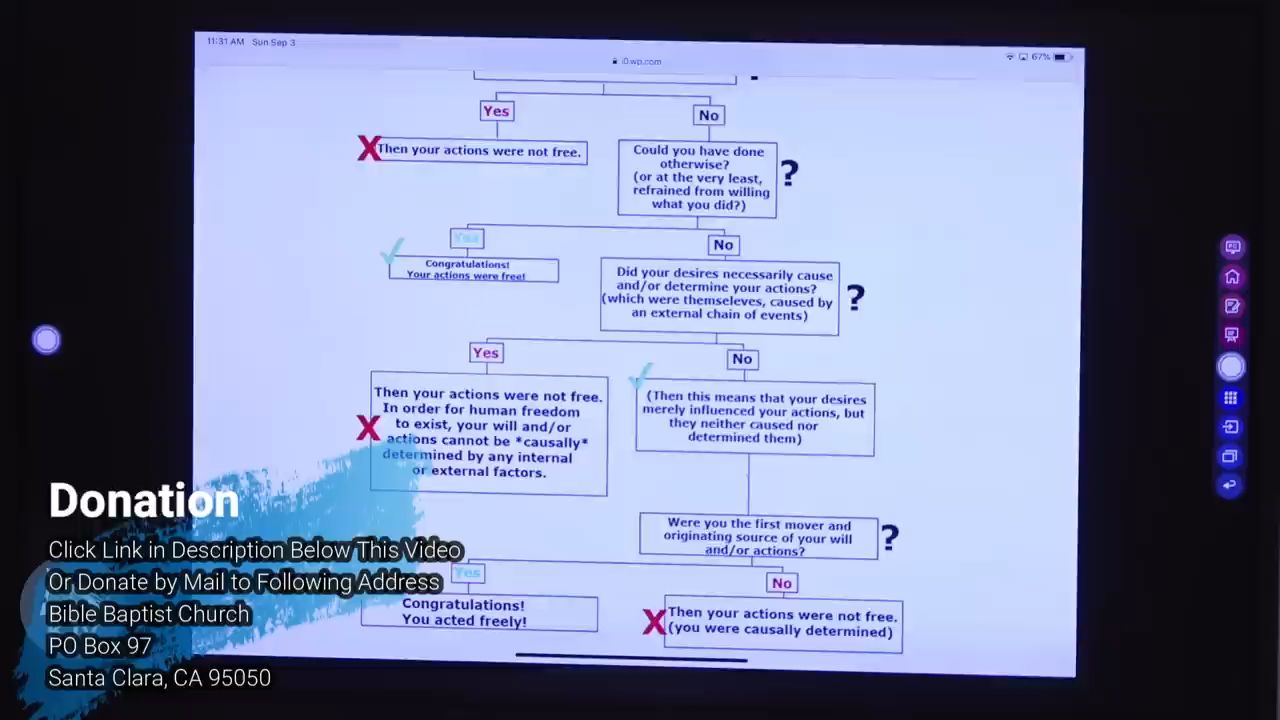 11:31 AM Sun Sep 3
i0.wp.com
67%
Yes
No
Then your actions were not free.
Could you have done
otherwise?
(or at the very least,
refrained from willing
what you did?)
?
Yes
No
Congratulations!
Your actions were free!
Did your desires necessarily cause
and/or determine your actions?
(which were themseleves, caused by
an external chain of events)
?
Yes
No
Then your actions were not free.
In order for human freedom
to exist, your will and/or
actions cannot be *causally*
determined by any internal
or external factors.
(Then this means that your desires
merely influenced your actions, but
they neither caused nor
determined them)
Were you the first mover and
originating source of your will
and/or actions?
?
Yes
No
Congratulations!
You acted freely!
Then your actions were not free.
(you were causally determined)
Donation
Click Link in Description Below This Video
Or Donate by Mail to Following Address
Bible Baptist Church
PO Box 97
Santa Clara, CA 95050